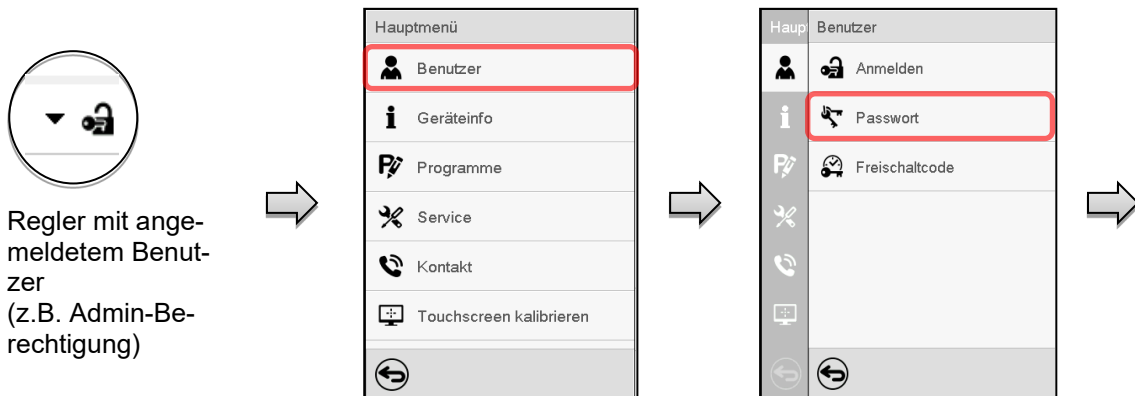 Regler mit ange-
meldetem Benut-
zer
(z.B. Admin-Be-
rechtigung)
Hauptmenü
Benutzer
Geräteinfo
Programme
Service
Kontakt
Touchscreen kalibrieren
Haup
Benutzer
Anmelden
Passwort
Freischaltcode